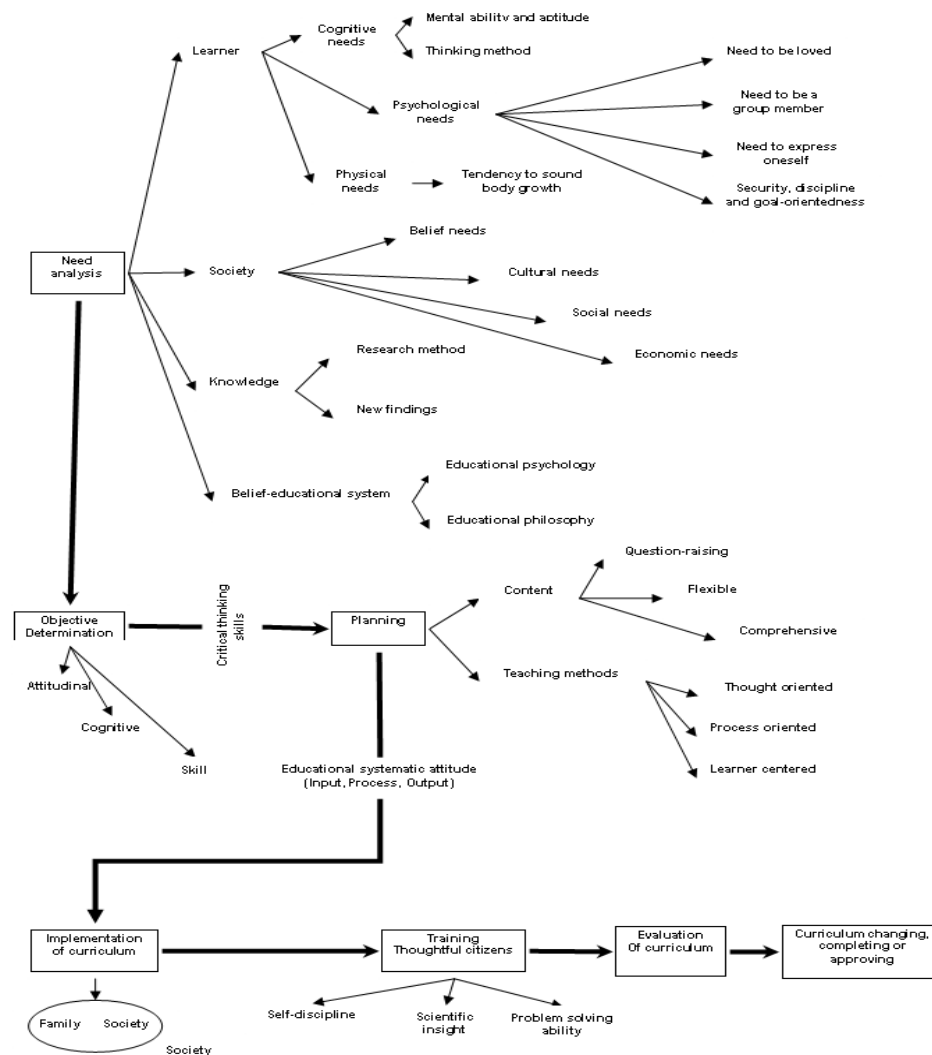 Mental ability and aptitude
Cognitive
needs
Learner
Thinking method
Need to be loved
Need to be a
group member
Psychological
needs
Need to express
oneself
Physical
needs
Tendency to sound
body growth
Security, discipline
and goal-orientedness
Belief needs
Need
analysis
Society
Cultural needs
Social needs
Research method
Economic needs
Knowledge
New findings
Educational psychology
Belief-educational system
Educational philosophy
Question-raising
Content
Flexible
Objective
Determination
Critical thinking
skills
Planning
Comprehensive
Teaching methods
Attitudinal
Thought oriented
Cognitive
Process oriented
Skill
Educational systematic attitude
(Input, Process, Output)
Learner centered
Implementation
of curriculum
Training
Thoughtful citizens
Evaluation
Of curriculum
Curriculum changing,
completing or
approving
Self-discipline
Scientific
insight
Problem solving
ability
Family Society
Society